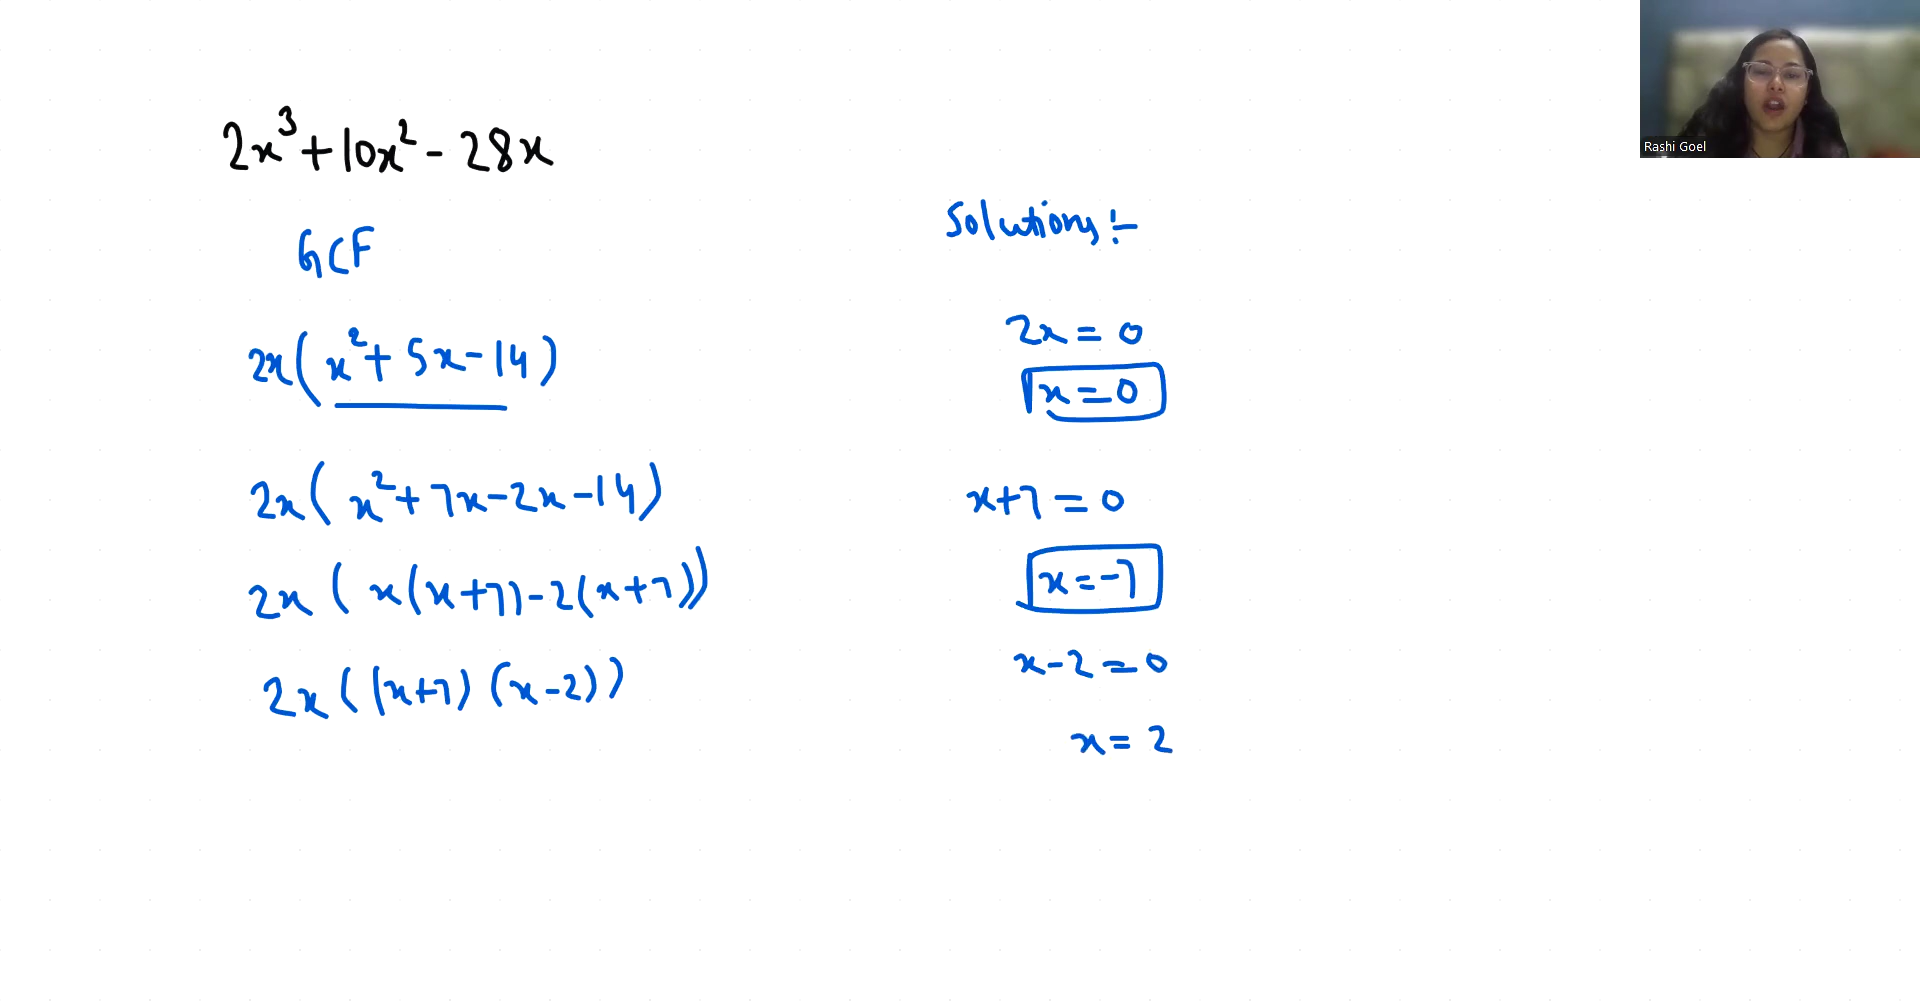 2x³+10x²-28x
GCF
2x(x²+5x-14)
2x(x²+7x-2x-14)
2x(x(x+7)-2(x+7))
2x((x+7)(x-2))
Solutions:-
2x=0
x=0
x+7=0
x=-7
x-2=0
x=2
Rashi Goel